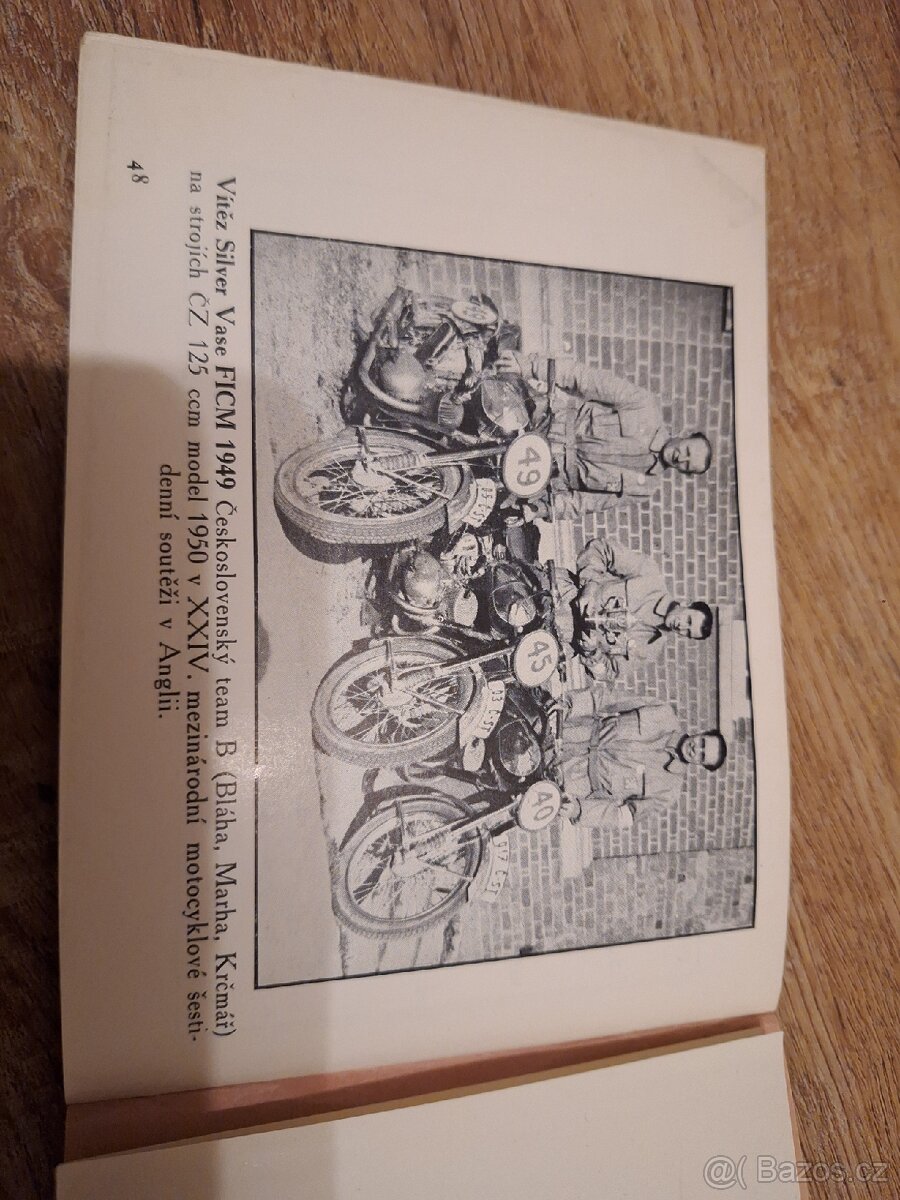 49
45
40
Vítěz Silver Vase FICM 1949 Československý team B (Bláha, Marha, Krčmář)
na strojích ČZ 125 ccm model 1950 v XXIV. mezinárodní motocyklové šesti-
denní soutěži v Anglii.
48
@( Bazos.cz